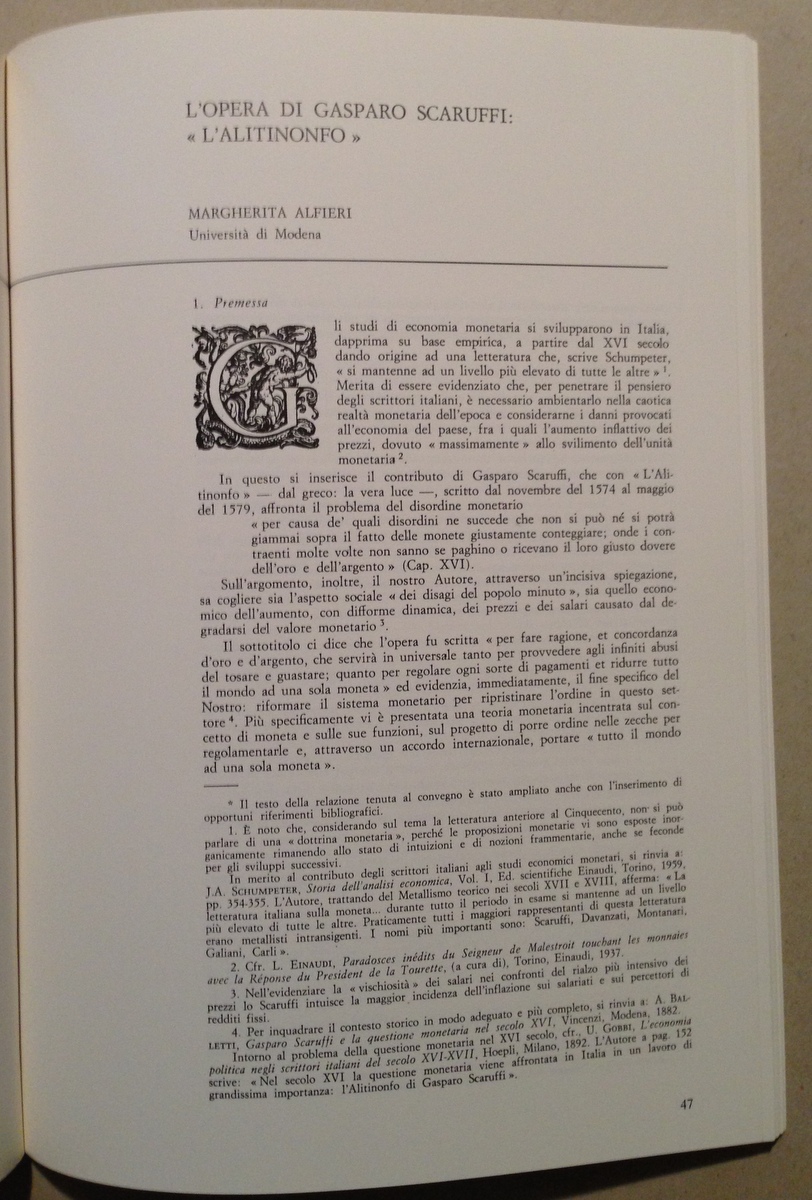 L'OPERA DI GASPARO SCARUFFI:
« L'ALITINONFO »
MARGHERITA ALFIERI
Università di Modena
1. Premessa
Gli studi di economia monetaria si svilupparono in Italia,
dapprima su base empirica, a partire dal XVI secolo
dando origine ad una letteratura che, scrive Schumpeter,
« si mantenne ad un livello più elevato di tutte le altre » 1.
Merita di essere evidenziato che, per penetrare il pensiero
degli scrittori italiani, è necessario ambientarlo nella caotica
realtà monetaria dell'epoca e considerarne i danni provocati
all'economia del paese, fra i quali l'aumento inflattivo dei
prezzi, dovuto « massimamente » allo svilimento dell'unità
monetaria 2.
In questo si inserisce il contributo di Gasparo Scaruffi, che con « L'Ali-
tinonfo » — dal greco: la vera luce —, scritto dal novembre del 1574 al maggio
del 1579, affronta il problema del disordine monetario
« per causa de' quali disordini ne succede che non si può né si potrà
giammai sopra il fatto delle monete giustamente conteggiare; onde i con-
traenti molte volte non sanno se paghino o ricevano il loro giusto dovere
dell'oro e dell'argento » (Cap. XVI).
Sull'argomento, inoltre, il nostro Autore, attraverso un'incisiva spiegazione,
sa cogliere sia l'aspetto sociale « dei disagi del popolo minuto », sia quello econo-
mico dell'aumento, con difforme dinamica, dei prezzi e dei salari causato dal de-
gradarsi del valore monetario 3.
Il sottotitolo ci dice che l'opera fu scritta « per fare ragione, et concordanza
d'oro e d'argento, che servirà in universale tanto per provvedere agli infiniti abusi
del tosare e guastare; quanto per regolare ogni sorte di pagamenti et ridurre tutto
il mondo ad una sola moneta » ed evidenzia, immediatamente, il fine specifico del
Nostro: riformare il sistema monetario per ripristinare l'ordine in questo set-
tore 4. Più specificamente vi è presentata una teoria monetaria incentrata sul con-
cetto di moneta e sulle sue funzioni, sul progetto di porre ordine nelle zecche per
regolamentarle e, attraverso un accordo internazionale, portare « tutto il mondo
ad una sola moneta ».
* Il testo della relazione tenuta al convegno è stato ampliato anche con l'inserimento di
opportuni riferimenti bibliografici.
1. È noto che, considerando sul tema la letteratura anteriore al Cinquecento, non si può
parlare di una « dottrina monetaria », perché le proposizioni monetarie vi sono esposte inor-
ganicamente rimanendo allo stato di intuizioni e di nozioni frammentarie, anche se feconde
per gli sviluppi successivi.
In merito al contributo degli scrittori italiani agli studi economici monetari, si rinvia a:
J.A. SCHUMPETER, Storia dell'analisi economica, Vol. I, Ed. scientifiche Einaudi, Torino, 1959,
pp. 354-355. L'Autore, trattando del Metallismo teorico nei secoli XVII e XVIII, afferma: « La
letteratura italiana sulla moneta... durante tutto il periodo in esame si mantenne ad un livello
più elevato di tutte le altre. Praticamente tutti i maggiori rappresentanti di questa letteratura
erano metallisti intransigenti. I nomi più importanti sono: Scaruffi, Davanzati, Montanari,
Galiani, Carli ».
2. Cfr. L. EINAUDI, Paradosces inédits du Seigneur de Malestroit touchant les monnaies
avec la Réponse du President de la Tourette, (a cura di), Torino, Einaudi, 1937.
3. Nell'evidenziare la « vischiosità » dei salari nei confronti del rialzo più intensivo dei
prezzi lo Scaruffi intuisce la maggior incidenza dell'inflazione sui salariati e sui percettori di
redditi fissi.
4. Per inquadrare il contesto storico in modo adeguato e più completo, si rinvia a: A. BAL-
LETTI, Gasparo Scaruffi e la questione monetaria nel secolo XVI, Vincenzi, Modena, 1882.
Intorno al problema della questione monetaria nel XVI secolo, cfr., U. GOBBI, L'economia
politica negli scrittori italiani del secolo XVI-XVII, Hoepli, Milano, 1892. L'Autore a pag. 152
scrive: « Nel secolo XVI la questione monetaria viene affrontata in Italia in un lavoro di
grandissima importanza: l'Alitinonfo di Gasparo Scaruffi ».
47